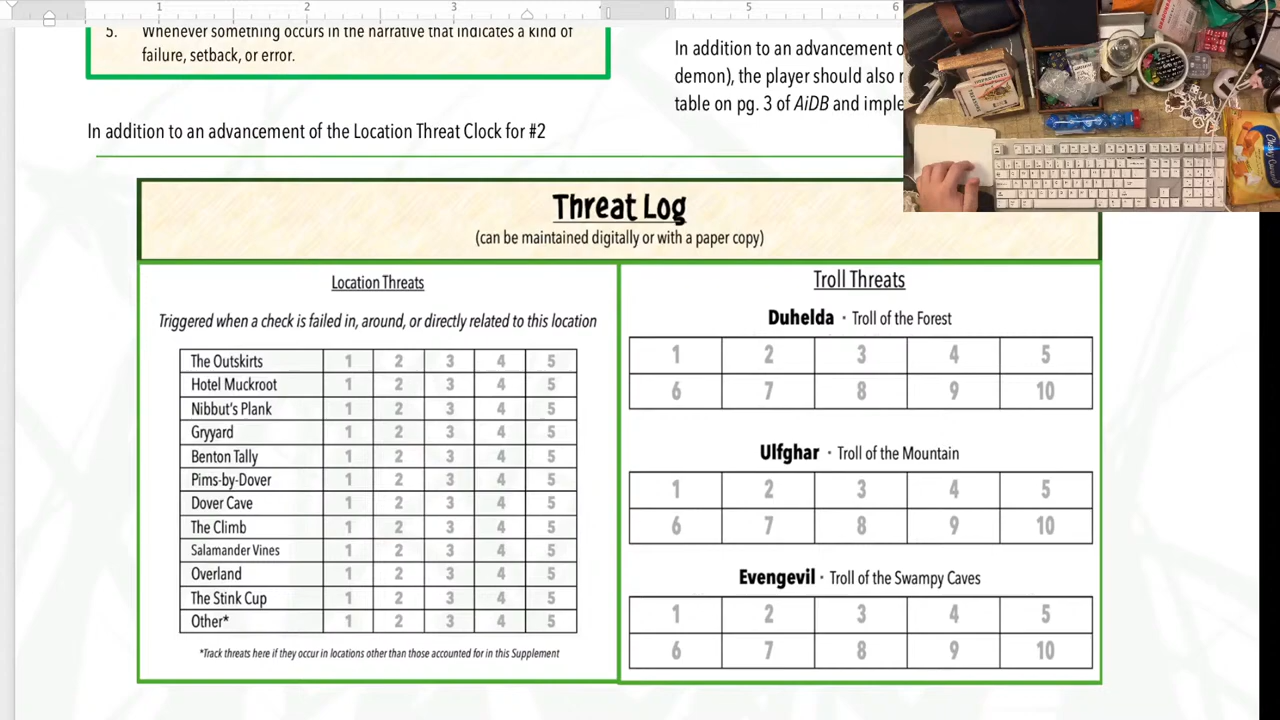 1
2
3
5
6
5. Whenever something occurs in the narrative that indicates a kind of
failure, setback, or error.
In addition to an advancement of the Location Threat Clock for #2
In addition to an advancement
demon), the player should also
table on pg. 3 of AiDB and
Threat Log
(can be maintained digitally or with a paper copy)
Location Threats
Triggered when a check is failed in, around, or directly related to this location
The Outskirts 1 2 3 4 5
Hotel Muckroot 1 2 3 4 5
Nibbut's Plank 1 2 3 4 5
Gryyard 1 2 3 4 5
Benton Tally 1 2 3 4 5
Pims-by-Dover 1 2 3 4 5
Dover Cave 1 2 3 4 5
The Climb 1 2 3 4 5
Salamander Vines 1 2 3 4 5
Overland 1 2 3 4 5
The Stink Cup 1 2 3 4 5
Other* 1 2 3 4 5
*Track threats here if they occur in locations other than those accounted for in this Supplement
Troll Threats
Duhelda · Troll of the Forest
1 2 3 4 5
6 7 8 9 10
Ulfghar · Troll of the Mountain
1 2 3 4 5
6 7 8 9 10
Evengevil · Troll of the Swampy Caves
1 2 3 4 5
6 7 8 9 10